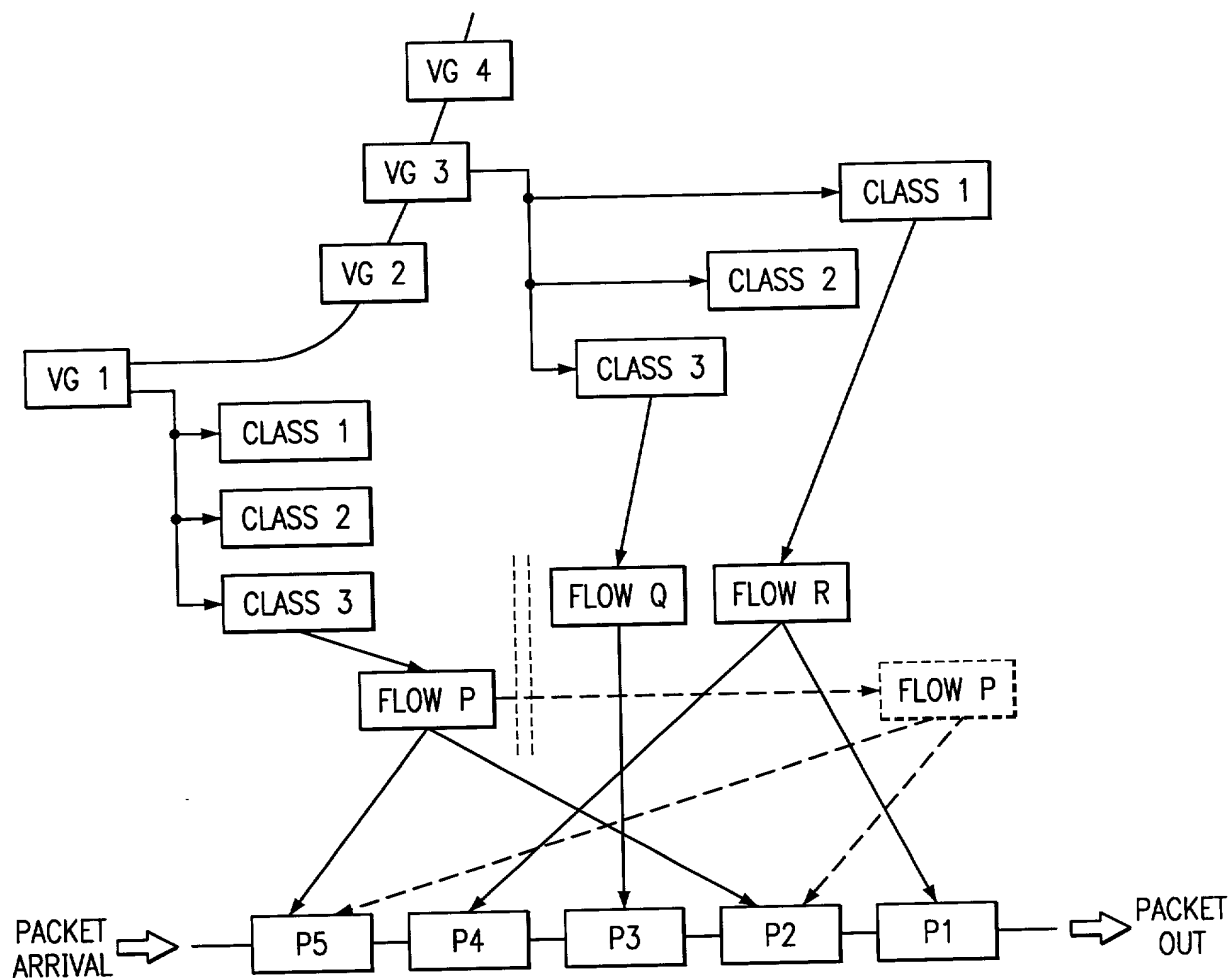 VG 4
VG 3
CLASS 1
VG 2
CLASS 2
VG 1
CLASS 3
CLASS 1
CLASS 2
CLASS 3
FLOW Q
FLOW R
FLOW P
FLOW P
PACKET
ARRIVAL
P5
P4
P3
P2
P1
PACKET
OUT